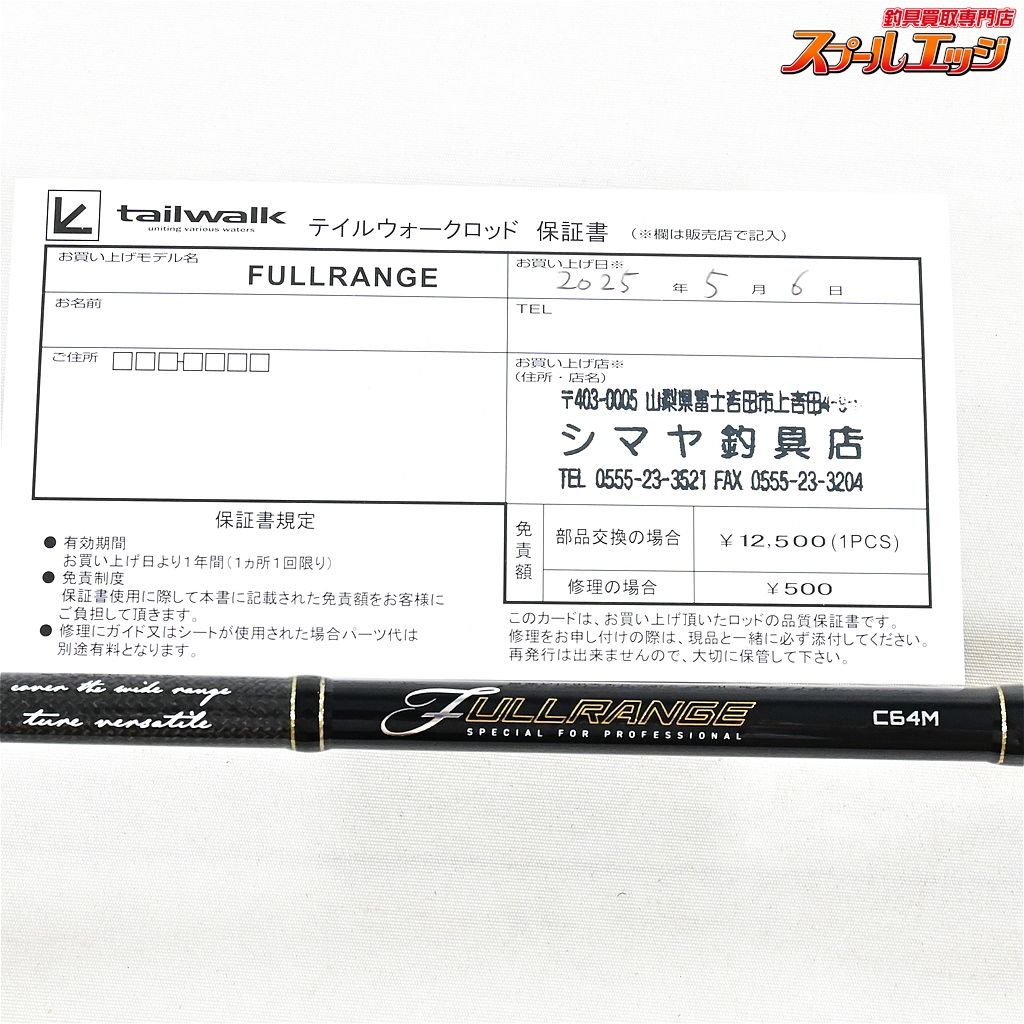 釣具買取専門店
スプールエッジ
tailwalk
uniting various waters
テイルウォークロッド 保証書 (※欄は販売店で記入)
お買い上げモデル名
FULLRANGE
お買い上げ日※
2025 年 5 月 6 日
お名前
TEL
ご住所
お買い上げ店※
(住所・店名)
〒403-0005 山梨県富士吉田市上吉田
シマヤ釣具店
TEL 0555-23-3521 FAX 0555-23-3204
保証書規定
● 有効期間
お買い上げ日より1年間(1ヵ所1回限り)
● 免責制度
保証書使用に際して本書に記載された免責額をお客様に
ご負担して頂きます。
● 修理にガイド又はシートが使用された場合パーツ代は
別途有料となります。
免責額
部品交換の場合
￥12,500(1PCS)
修理の場合
￥500
このカードは、お買い上げ頂いたロッドの品質保証書です。
修理をお申し付けの際は、現品と一緒に必ず添付してください。
再発行は出来ませんので、大切に保管して下さい。
cover the wide range
ture versatile
FULLRANGE
SPECIAL FOR PROFESSIONAL
C64M